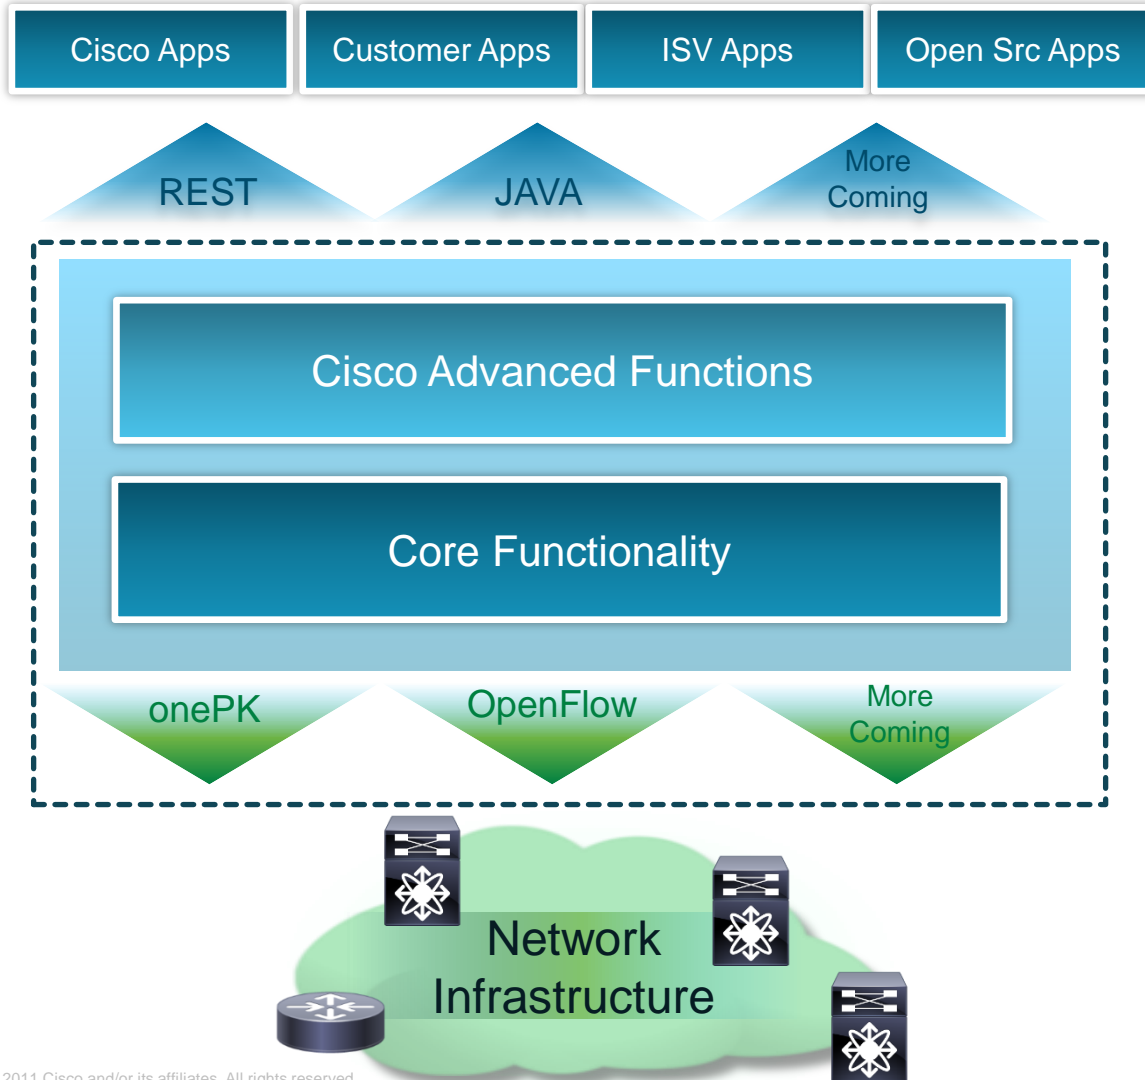 Cisco Apps
Customer Apps
ISV Apps
Open Src Apps
REST
JAVA
More
Coming
Cisco Advanced Functions
Core Functionality
onePK
OpenFlow
More
Coming
Network
Infrastructure
2011 Cisco and/or its affiliates. All rights reserved